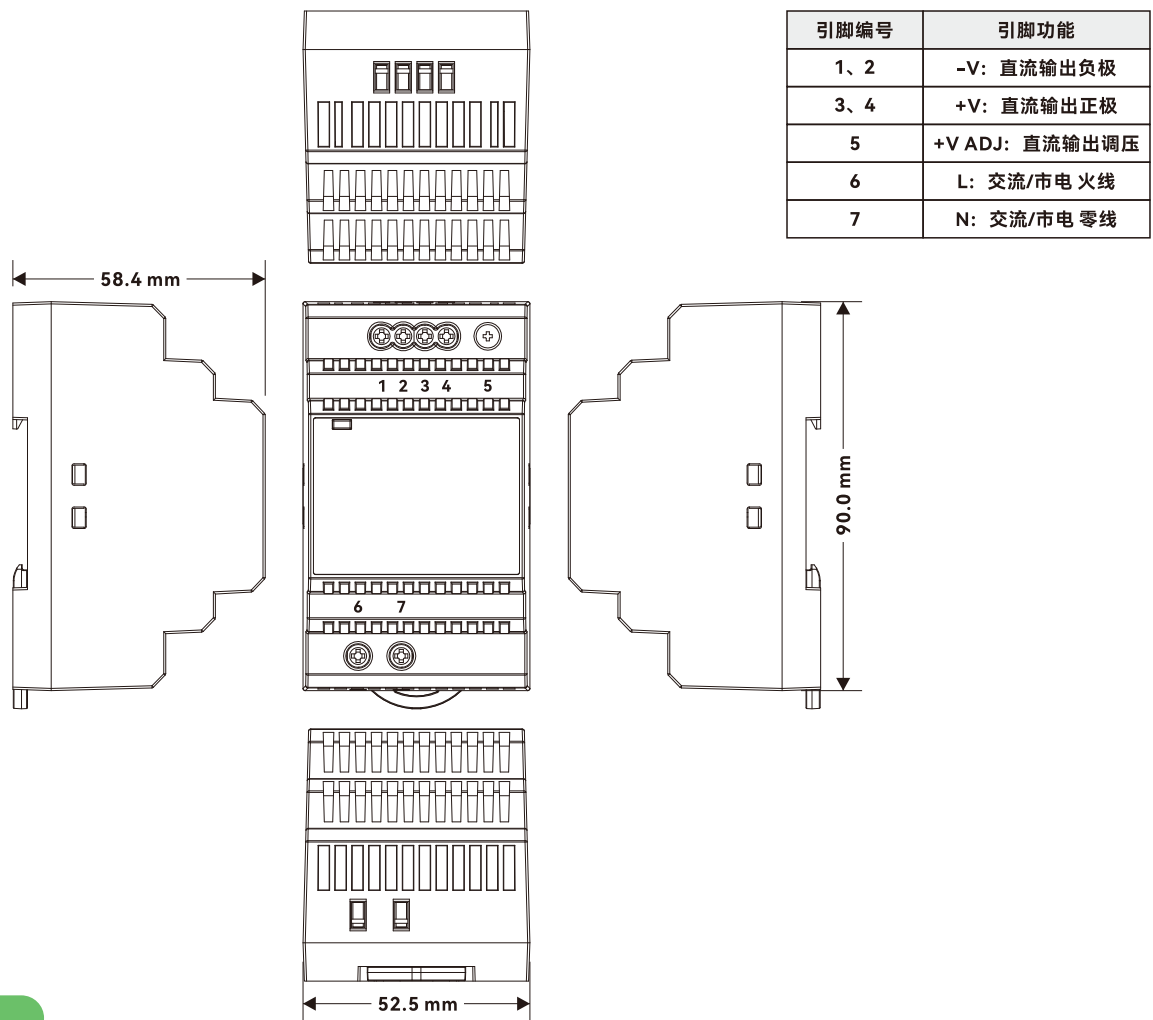 引脚编号 引脚功能
1、2 -V: 直流输出负极
3、4 +V: 直流输出正极
5 +V ADJ: 直流输出调压
6 L: 交流/市电 火线
7 N: 交流/市电 零线
58.4 mm
1 2 3 4 5
90.0 mm
6 7
52.5 mm